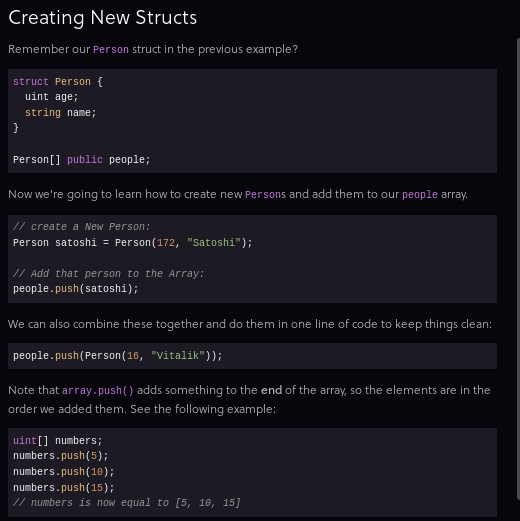 Creating New Structs
Remember our Person struct in the previous example?
struct Person {
  uint age;
  string name;
}
Person[] public people;
Now we're going to learn how to create new Persons and add them to our people array.
// create a New Person:
Person satoshi = Person(172, "Satoshi");
// Add that person to the Array:
people.push(satoshi);
We can also combine these together and do them in one line of code to keep things clean:
people.push(Person(16, "Vitalik"));
Note that array.push() adds something to the end of the array, so the elements are in the
order we added them. See the following example:
uint[] numbers;
numbers.push(5);
numbers.push(10);
numbers.push(15);
// numbers is now equal to [5, 10, 15]